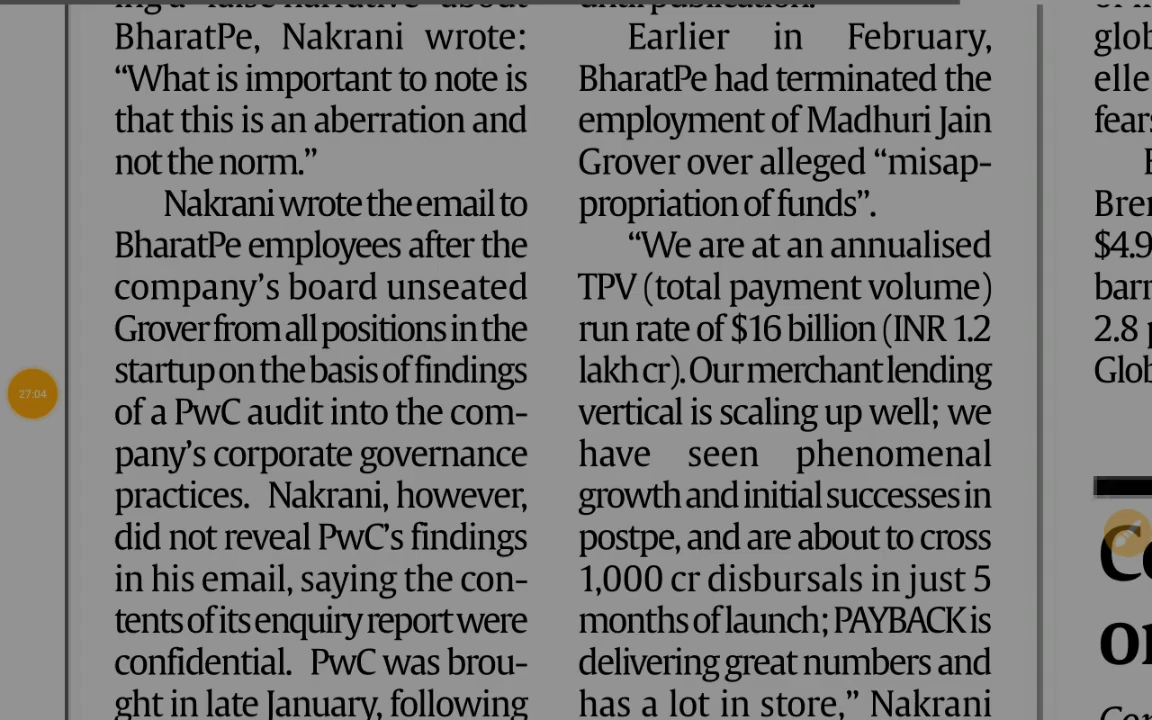 BharatPe, Nakrani wrote:
“What is important to note is
that this is an aberration and
not the norm.”
Nakrani wrote the email to
BharatPe employees after the
company’s board unseated
Grover from all positions in the
startup on the basis of findings
of a PwC audit into the com-
pany’s corporate governance
practices. Nakrani, however,
did not reveal PwC’s findings
in his email, saying the con-
tents of its enquiry report were
confidential. PwC was brou-
ght in late January, following
anti publication.
Earlier in February,
BharatPe had terminated the
employment of Madhuri Jain
Grover over alleged “misap-
propriation of funds”.
“We are at an annualised
TPV (total payment volume)
run rate of $16 billion (INR 1.2
lakh cr). Our merchant lending
vertical is scaling up well; we
have seen phenomenal
growth and initial successes in
postpe, and are about to cross
1,000 cr disbursals in just 5
months of launch; PAYBACK is
delivering great numbers and
has a lot in store,” Nakrani
glob
elle
fear
Bre
$4.9
barr
2.8
Glob
27:04